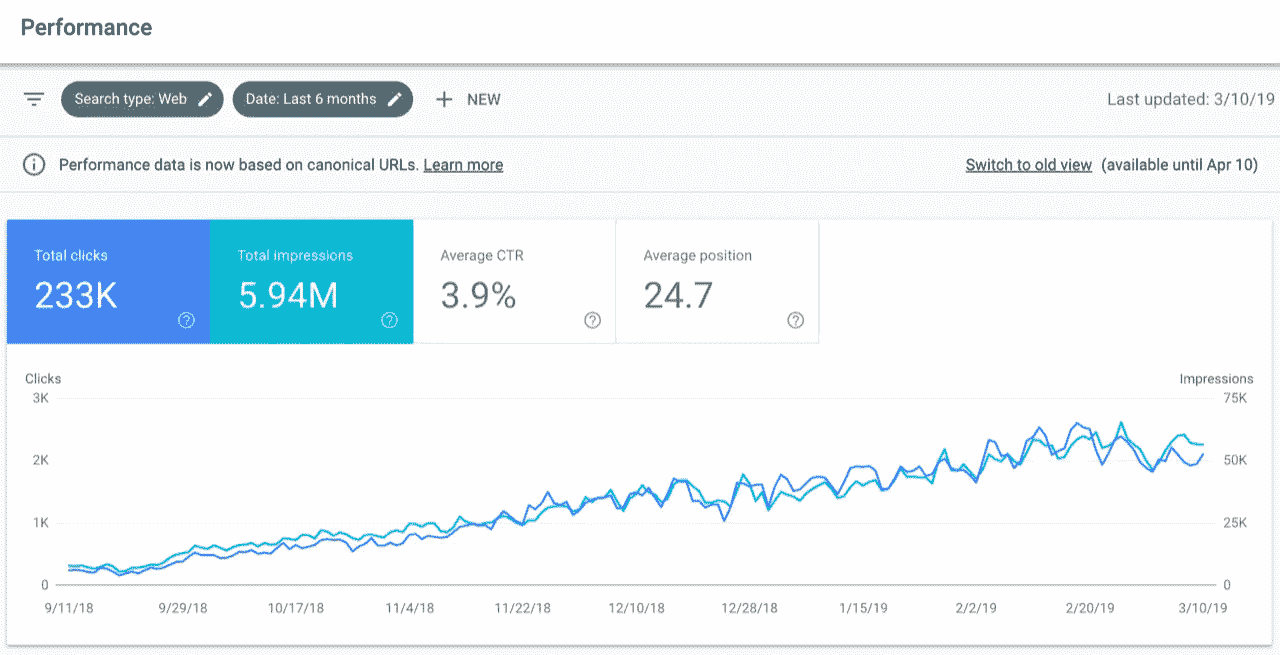 Performance
Search type: Web Date: Last 6 months + NEW Last updated: 3/10/19
Performance data is now based on canonical URLs. Learn more Switch to old view (available until Apr 10)
Total clicks Total impressions Average CTR Average position
233K 5.94M 3.9% 24.7
Clicks Impressions
3K 75K
2K 50K
1K 25K
0 0
9/11/18 9/29/18 10/17/18 11/4/18 11/22/18 12/10/18 12/28/18 1/15/19 2/2/19 2/20/19 3/10/19